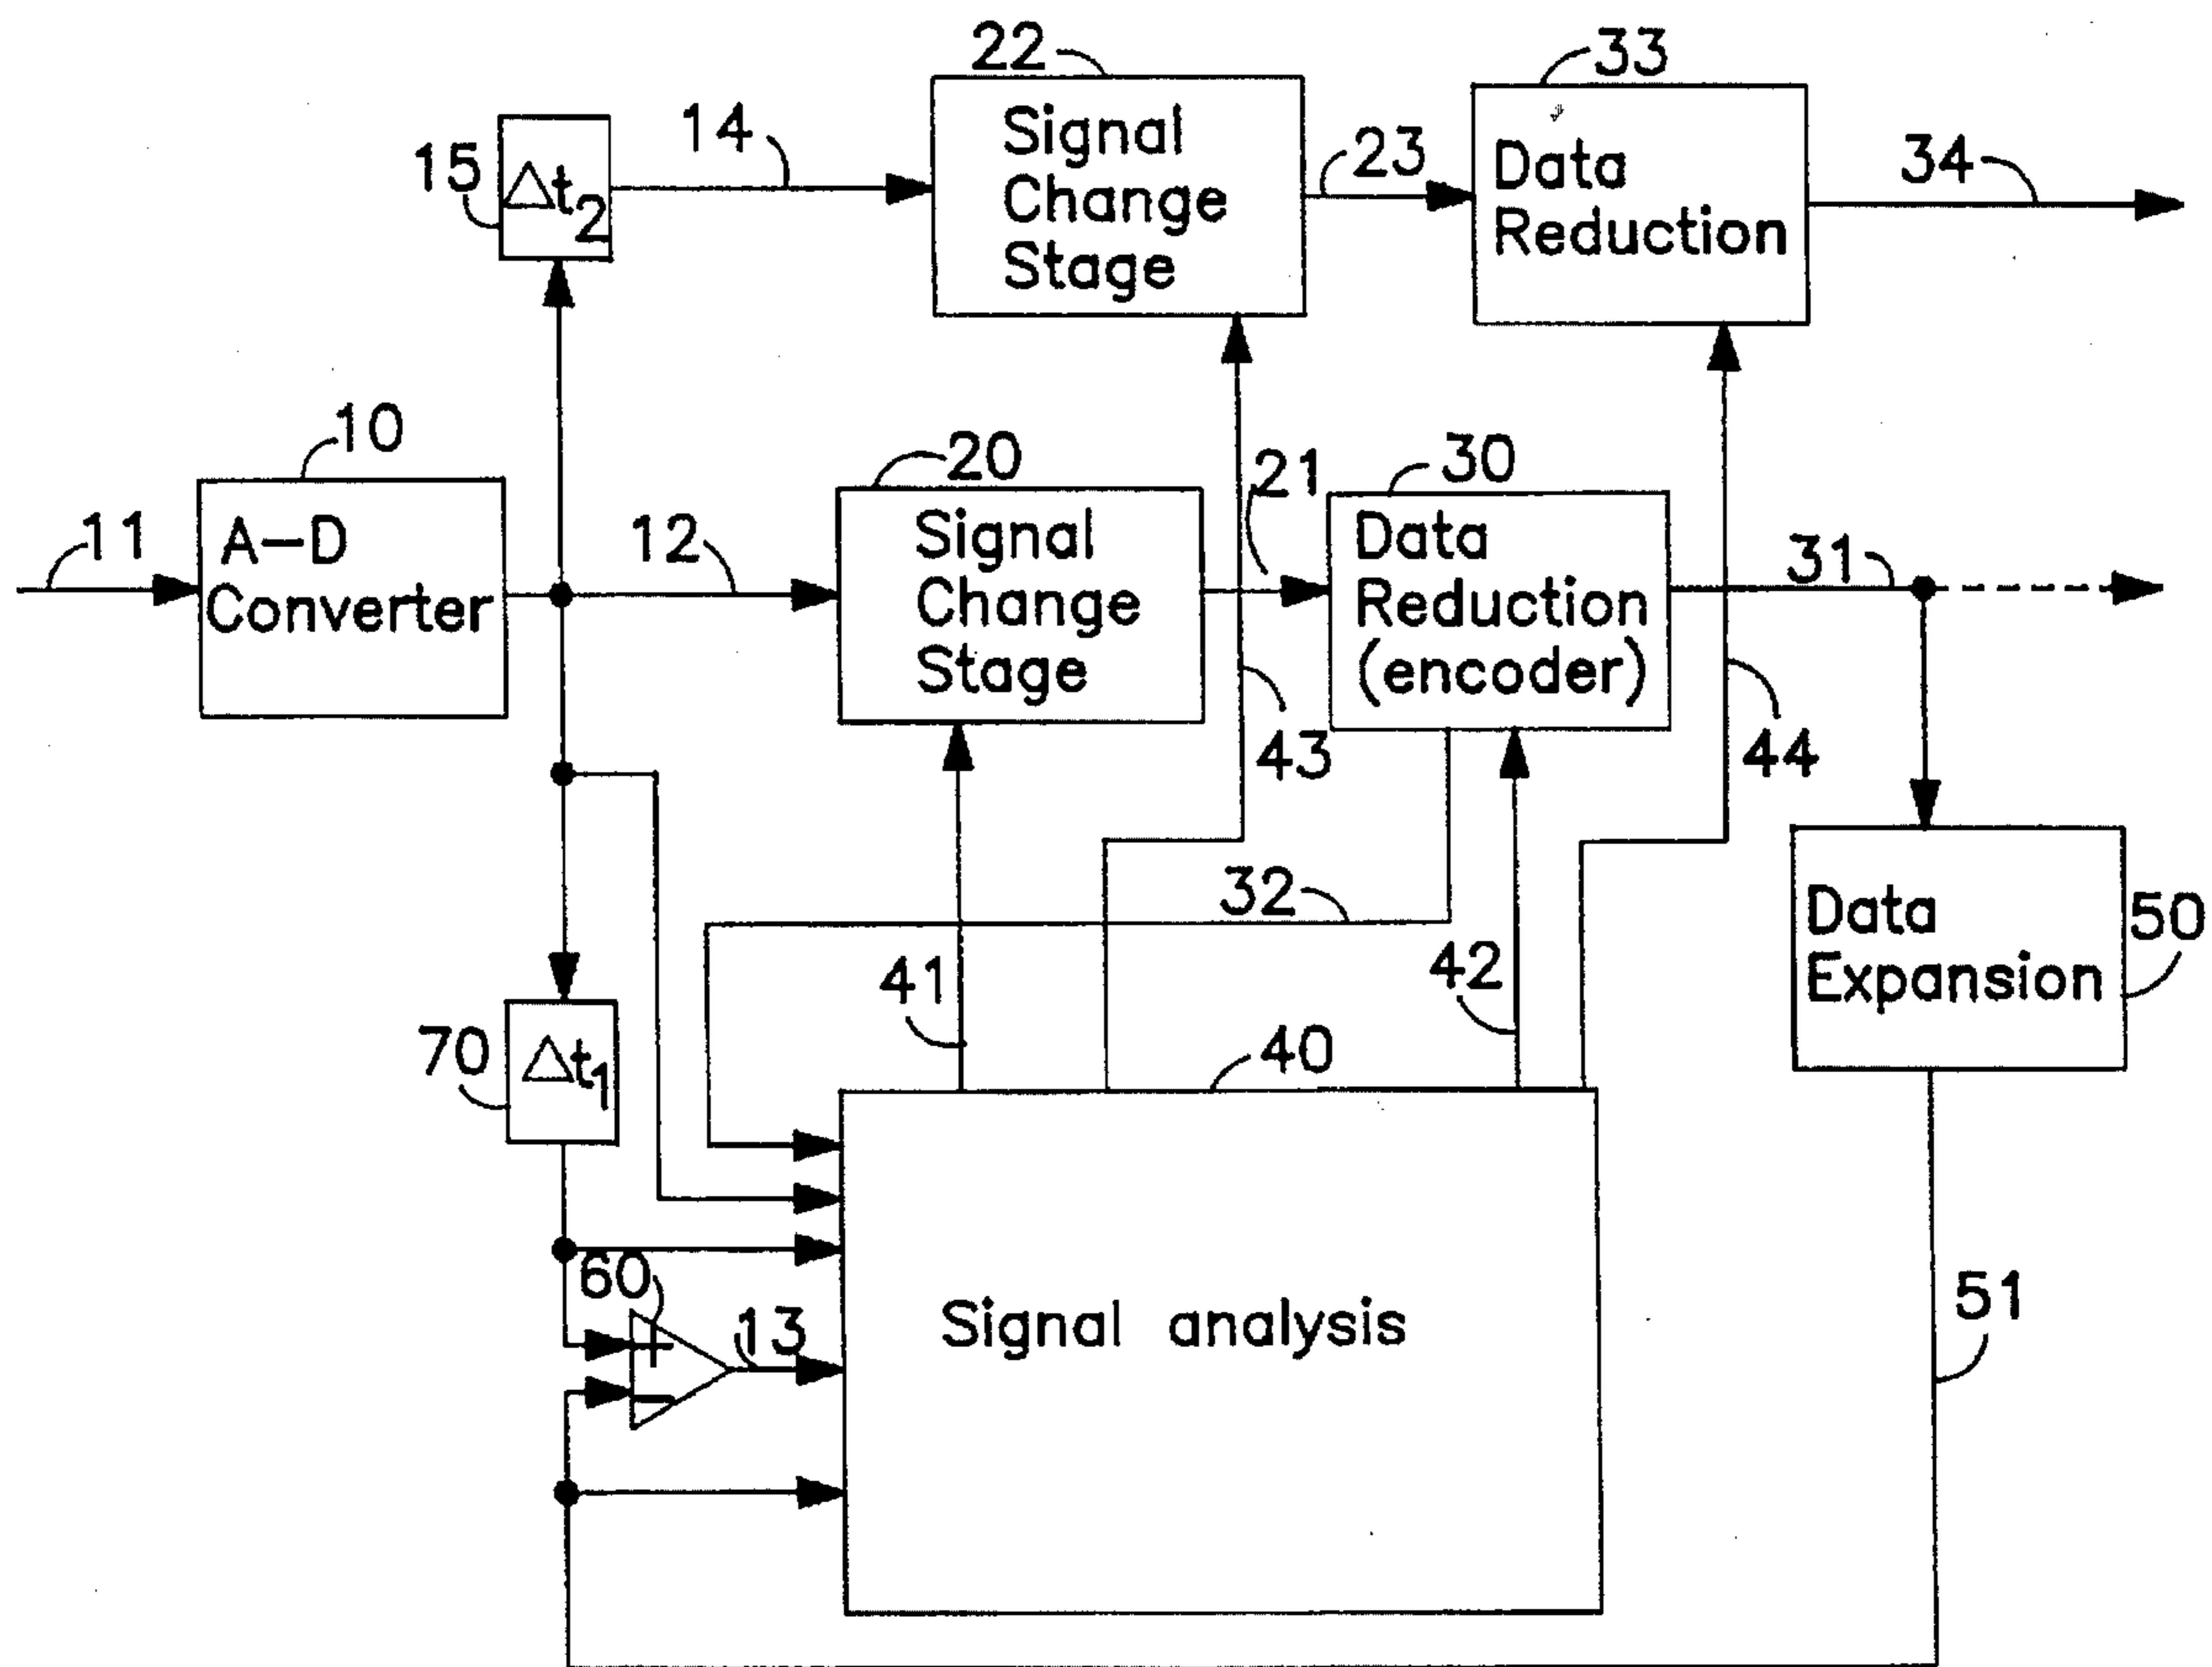 22
33
Signal
Change
Stage
Data
Reduction
15
Δt2
14
23
34
10
20
21
30
11
A-D
Converter
12
Signal
Change
Stage
Data
Reduction
(encoder)
31
43
44
32
41
42
Data
Expansion
50
70
Δt1
40
60
+
13
−
Signal analysis
51